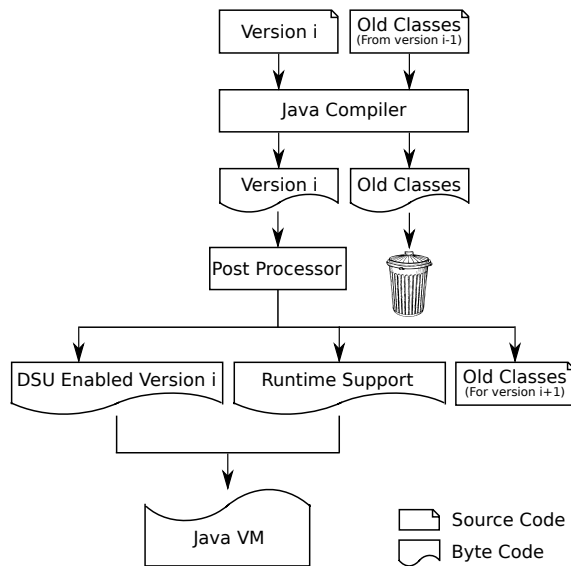 Version i
Old Classes
(From version i-1)
Java Compiler
Version i
Old Classes
Post Processor
DSU Enabled Version i
Runtime Support
Old Classes
(For version i+1)
Java VM
Source Code
Byte Code